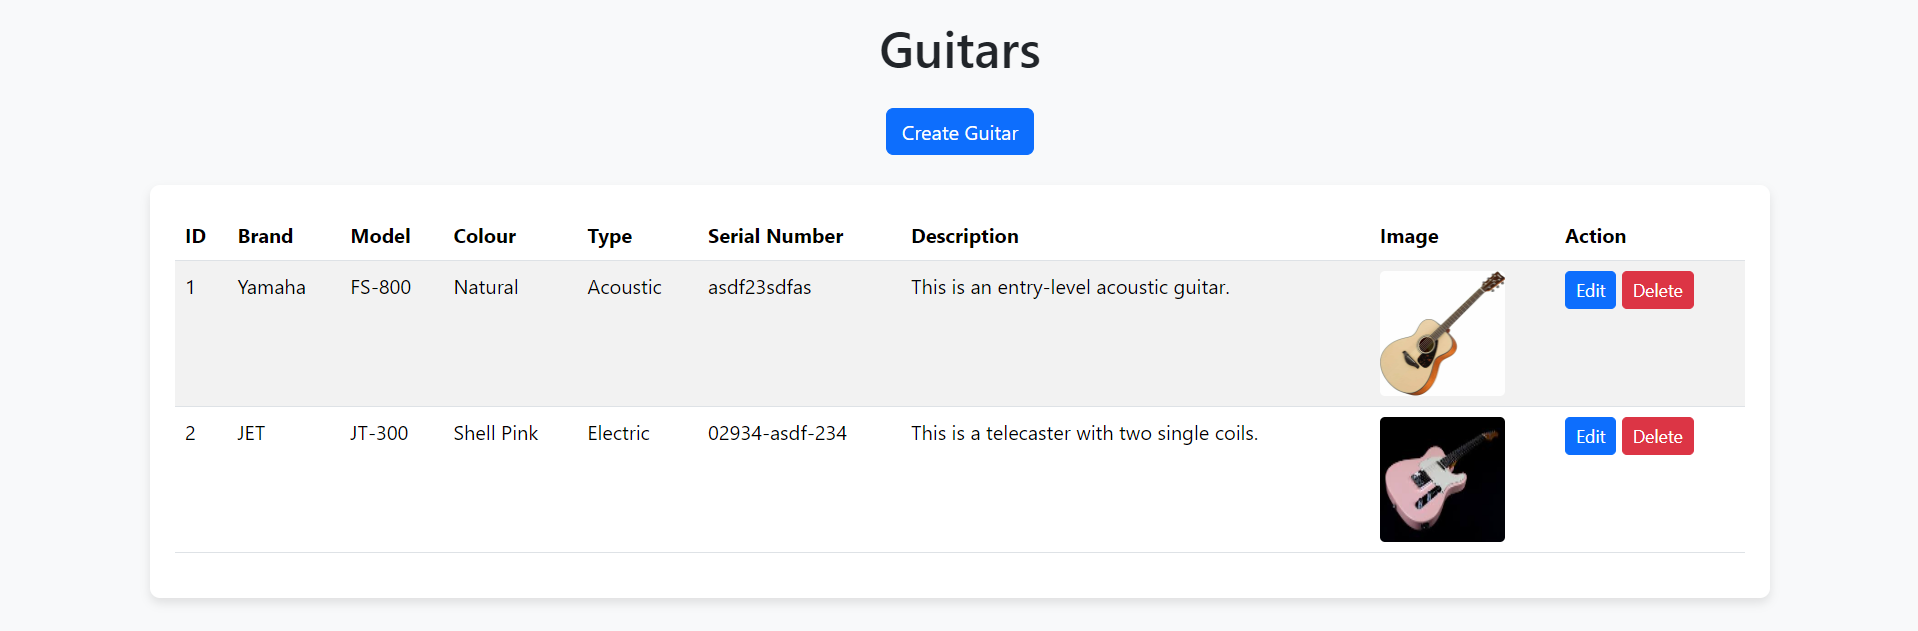 Guitars
Create Guitar
ID Brand Model Colour Type Serial Number Description Image Action
1 Yamaha FS-800 Natural Acoustic asdf23sdfas This is an entry-level acoustic guitar. Edit Delete
2 JET JT-300 Shell Pink Electric 02934-asdf-234 This is a telecaster with two single coils. Edit Delete